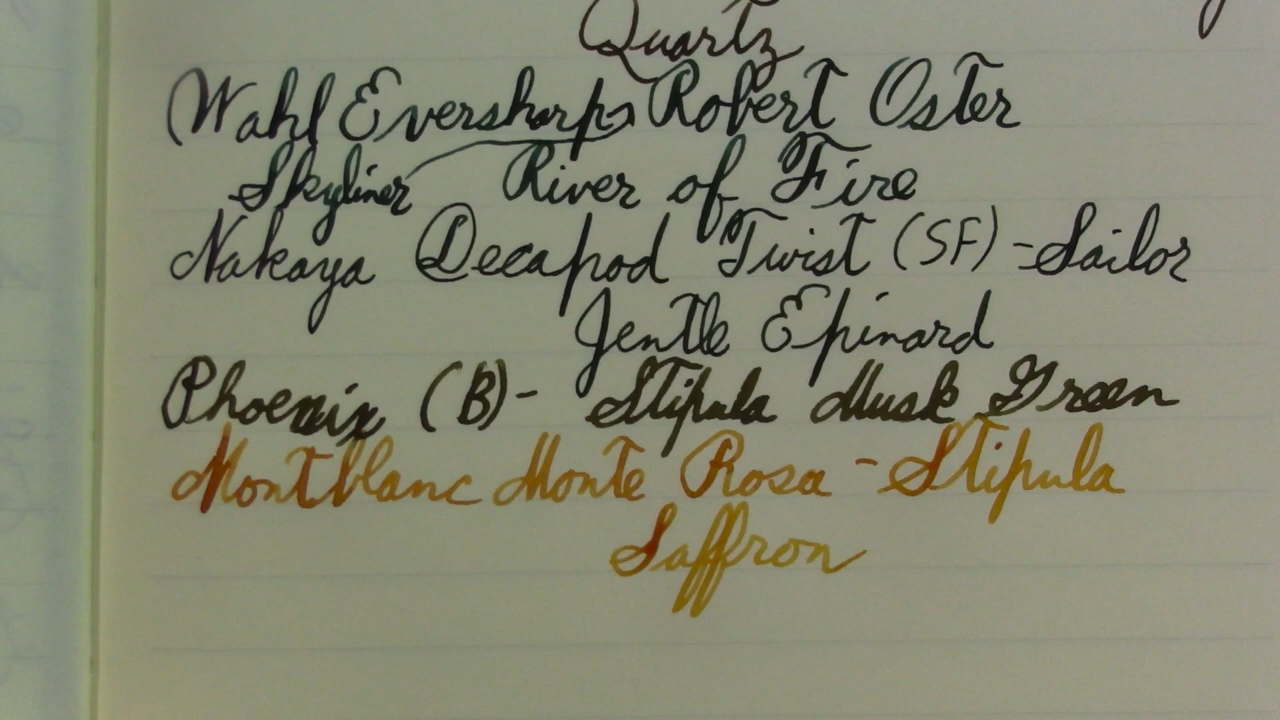 Quartz
Wahl Eversharp Robert Oster
Skyliner River of Fire
Nakaya Decapod Twist (SF) - Sailor
Jentle Epinard
Phoenix (B) - Stipula Musk Green
Montblanc Monte Rosa - Stipula
Saffron